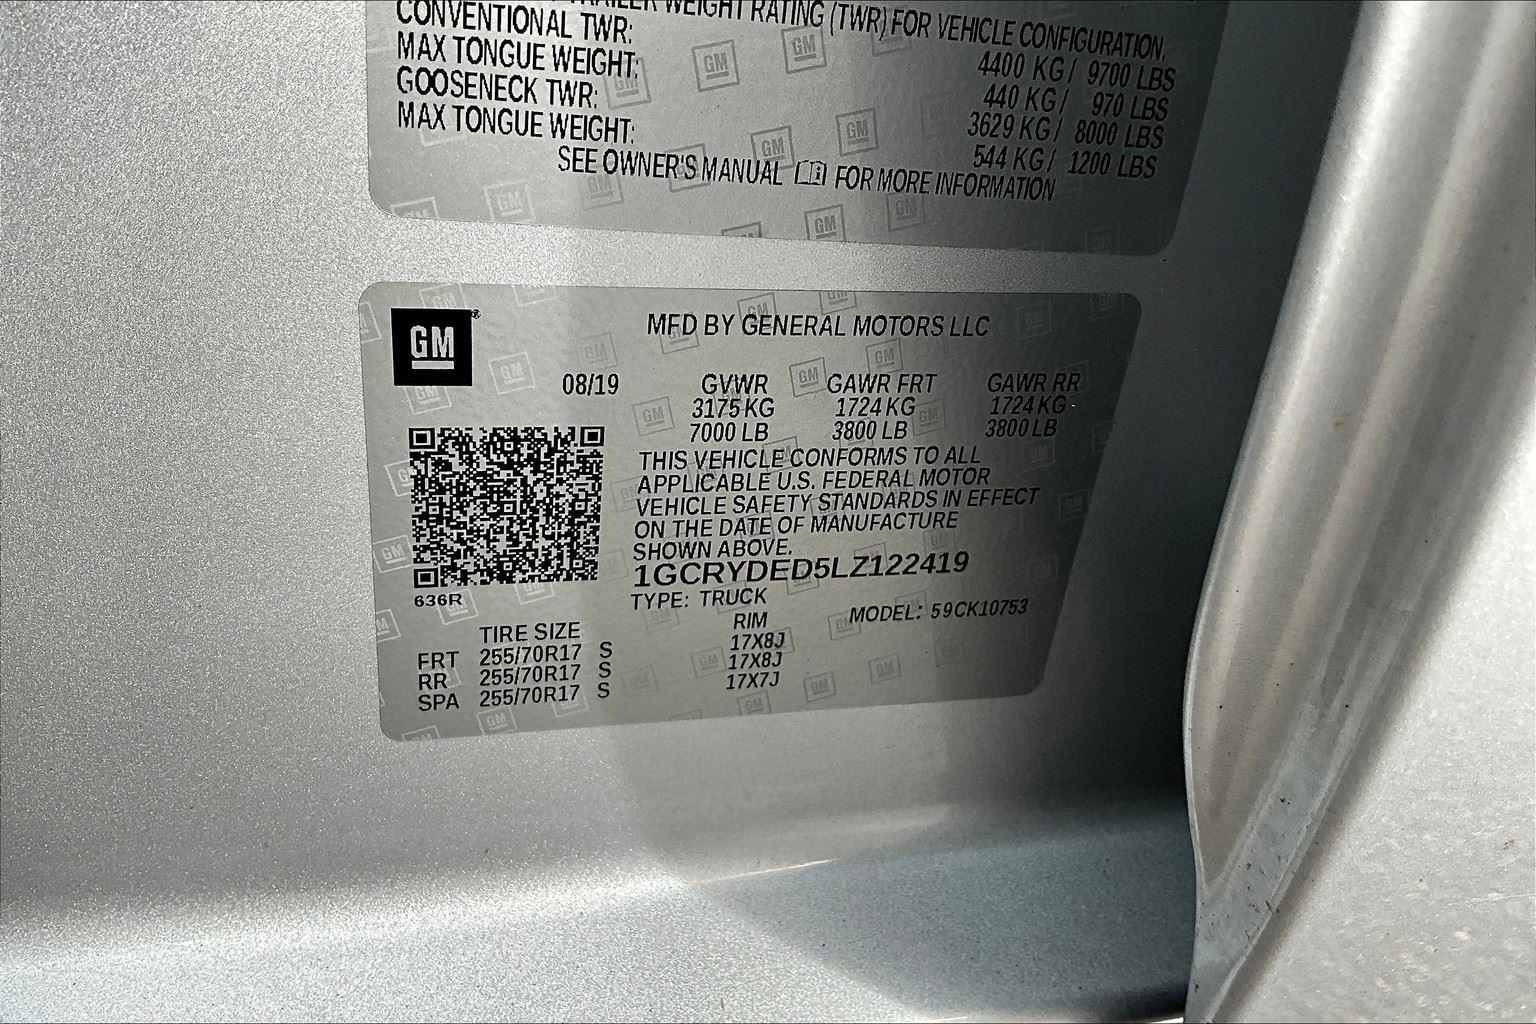 TRAILER WEIGHT RATING (TWR) FOR VEHICLE CONFIGURATION.
CONVENTIONAL TWR: 4400 KG/ 9700 LBS
MAX TONGUE WEIGHT: 440 KG/ 970 LBS
GOOSENECK TWR: 3629 KG/ 8000 LBS
MAX TONGUE WEIGHT: 544 KG/ 1200 LBS
SEE OWNER'S MANUAL FOR MORE INFORMATION
GM®
MFD BY GENERAL MOTORS LLC
08/19 GVWR GAWR FRT GAWR RR
3175 KG 1724 KG 1724 KG
7000 LB 3800 LB 3800 LB
THIS VEHICLE CONFORMS TO ALL
APPLICABLE U.S. FEDERAL MOTOR
VEHICLE SAFETY STANDARDS IN EFFECT
ON THE DATE OF MANUFACTURE
SHOWN ABOVE.
1GCRYDED5LZ122419
636R
TYPE: TRUCK MODEL: 59CK10753
TIRE SIZE RIM
FRT 255/70R17 S 17X8J
RR 255/70R17 S 17X8J
SPA 255/70R17 S 17X7J